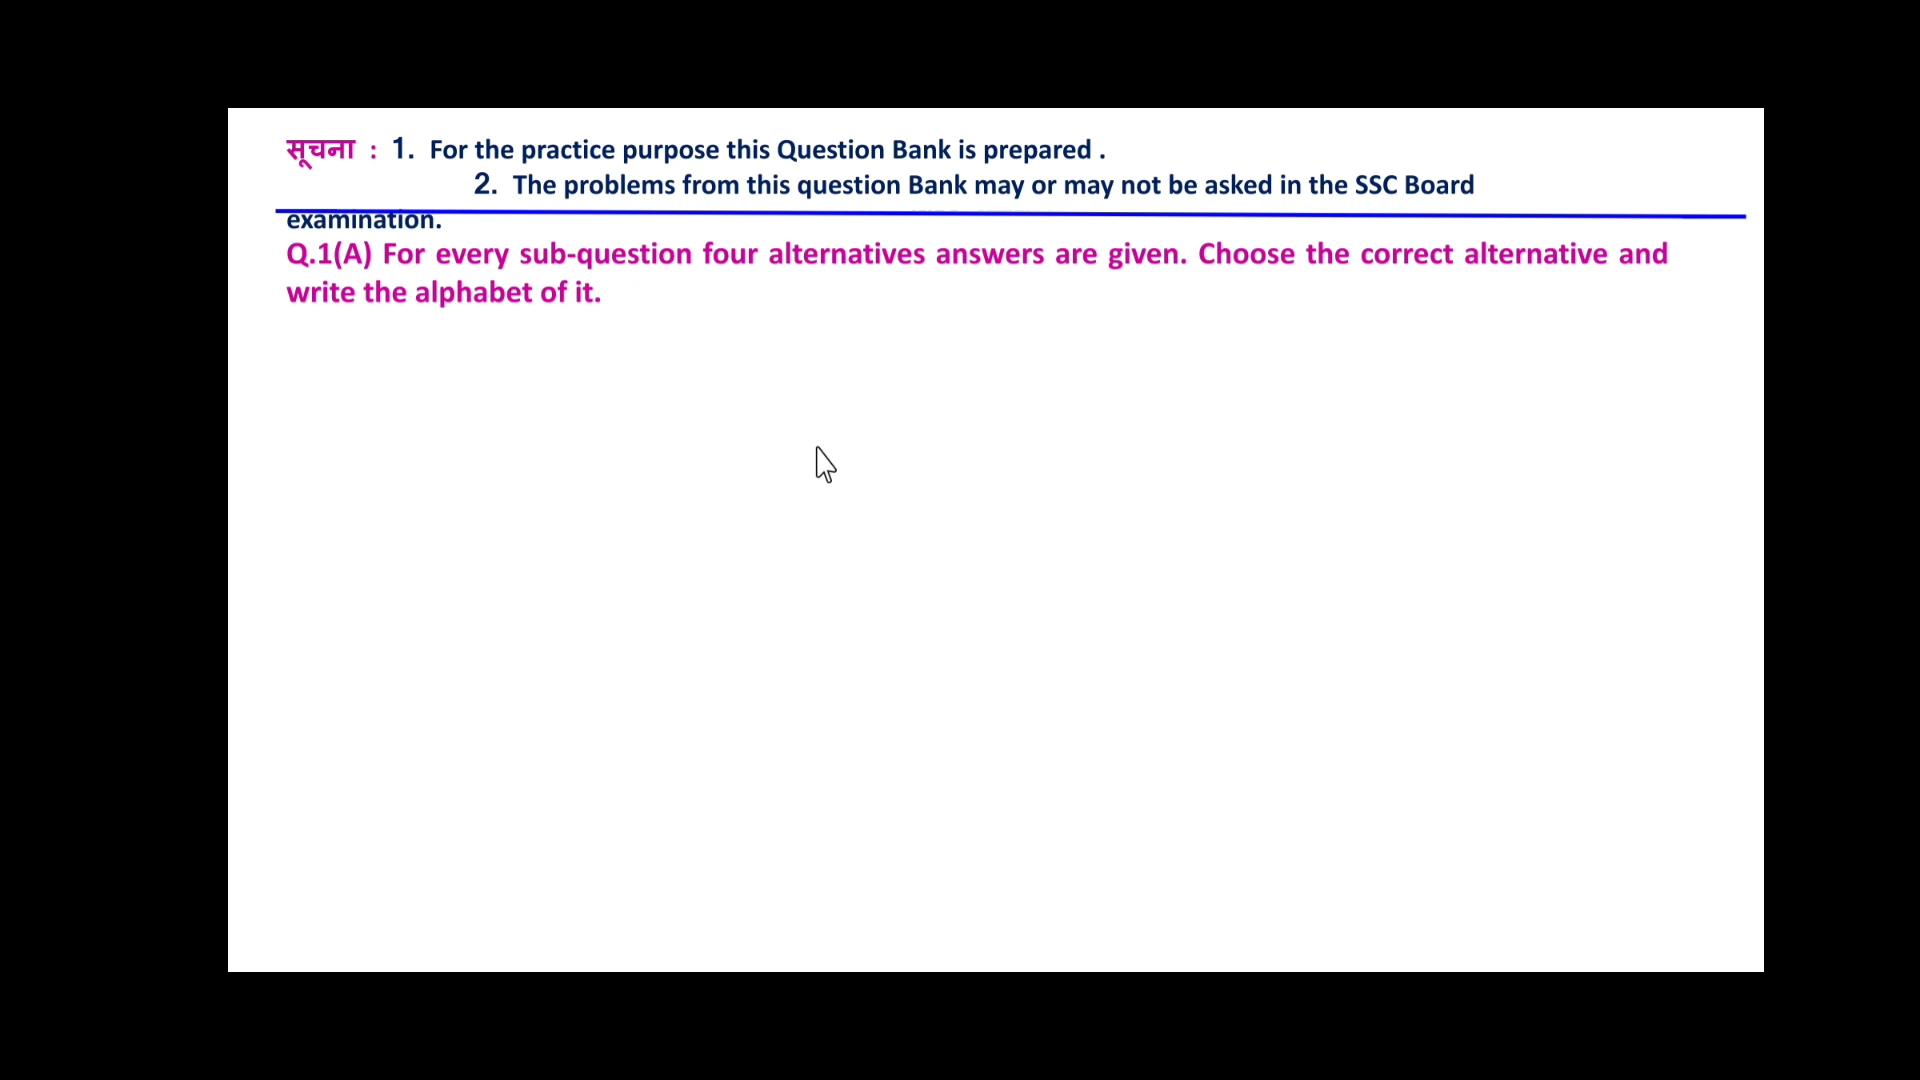 सूचना : 1. For the practice purpose this Question Bank is prepared .
2. The problems from this question Bank may or may not be asked in the SSC Board
examination.
Q.1(A) For every sub-question four alternatives answers are given. Choose the correct alternative and
write the alphabet of it.